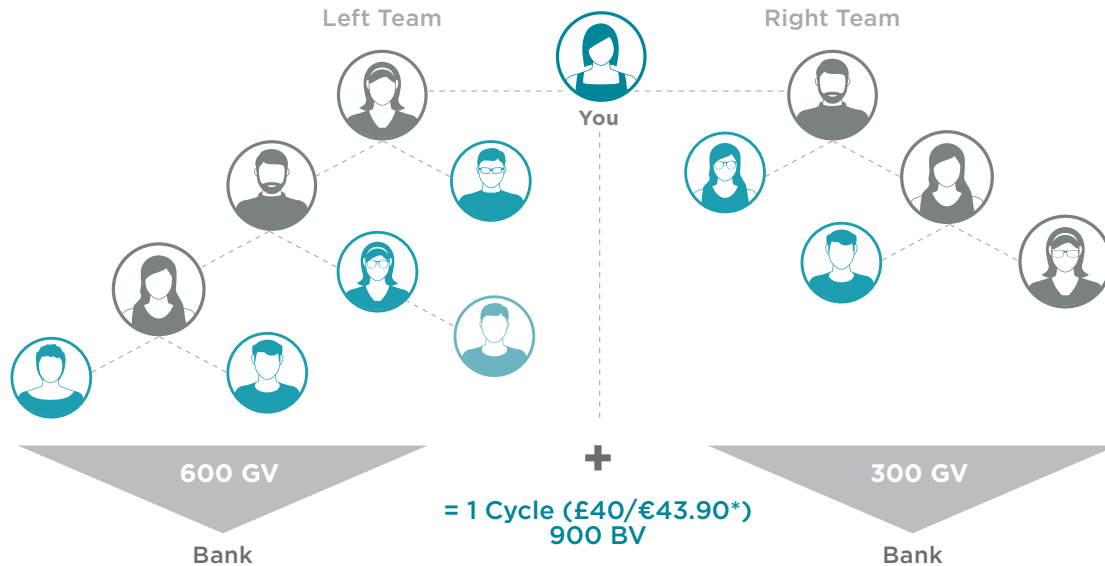 Left Team
Right Team
You
600 GV
+
300 GV
= 1 Cycle (£40/€43.90*)
900 BV
Bank
Bank